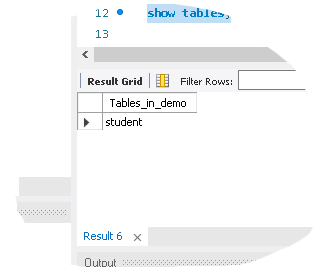 12 show tables;
13
Result Grid Filter Rows:
Tables_in_demo
student
Result 6
Output